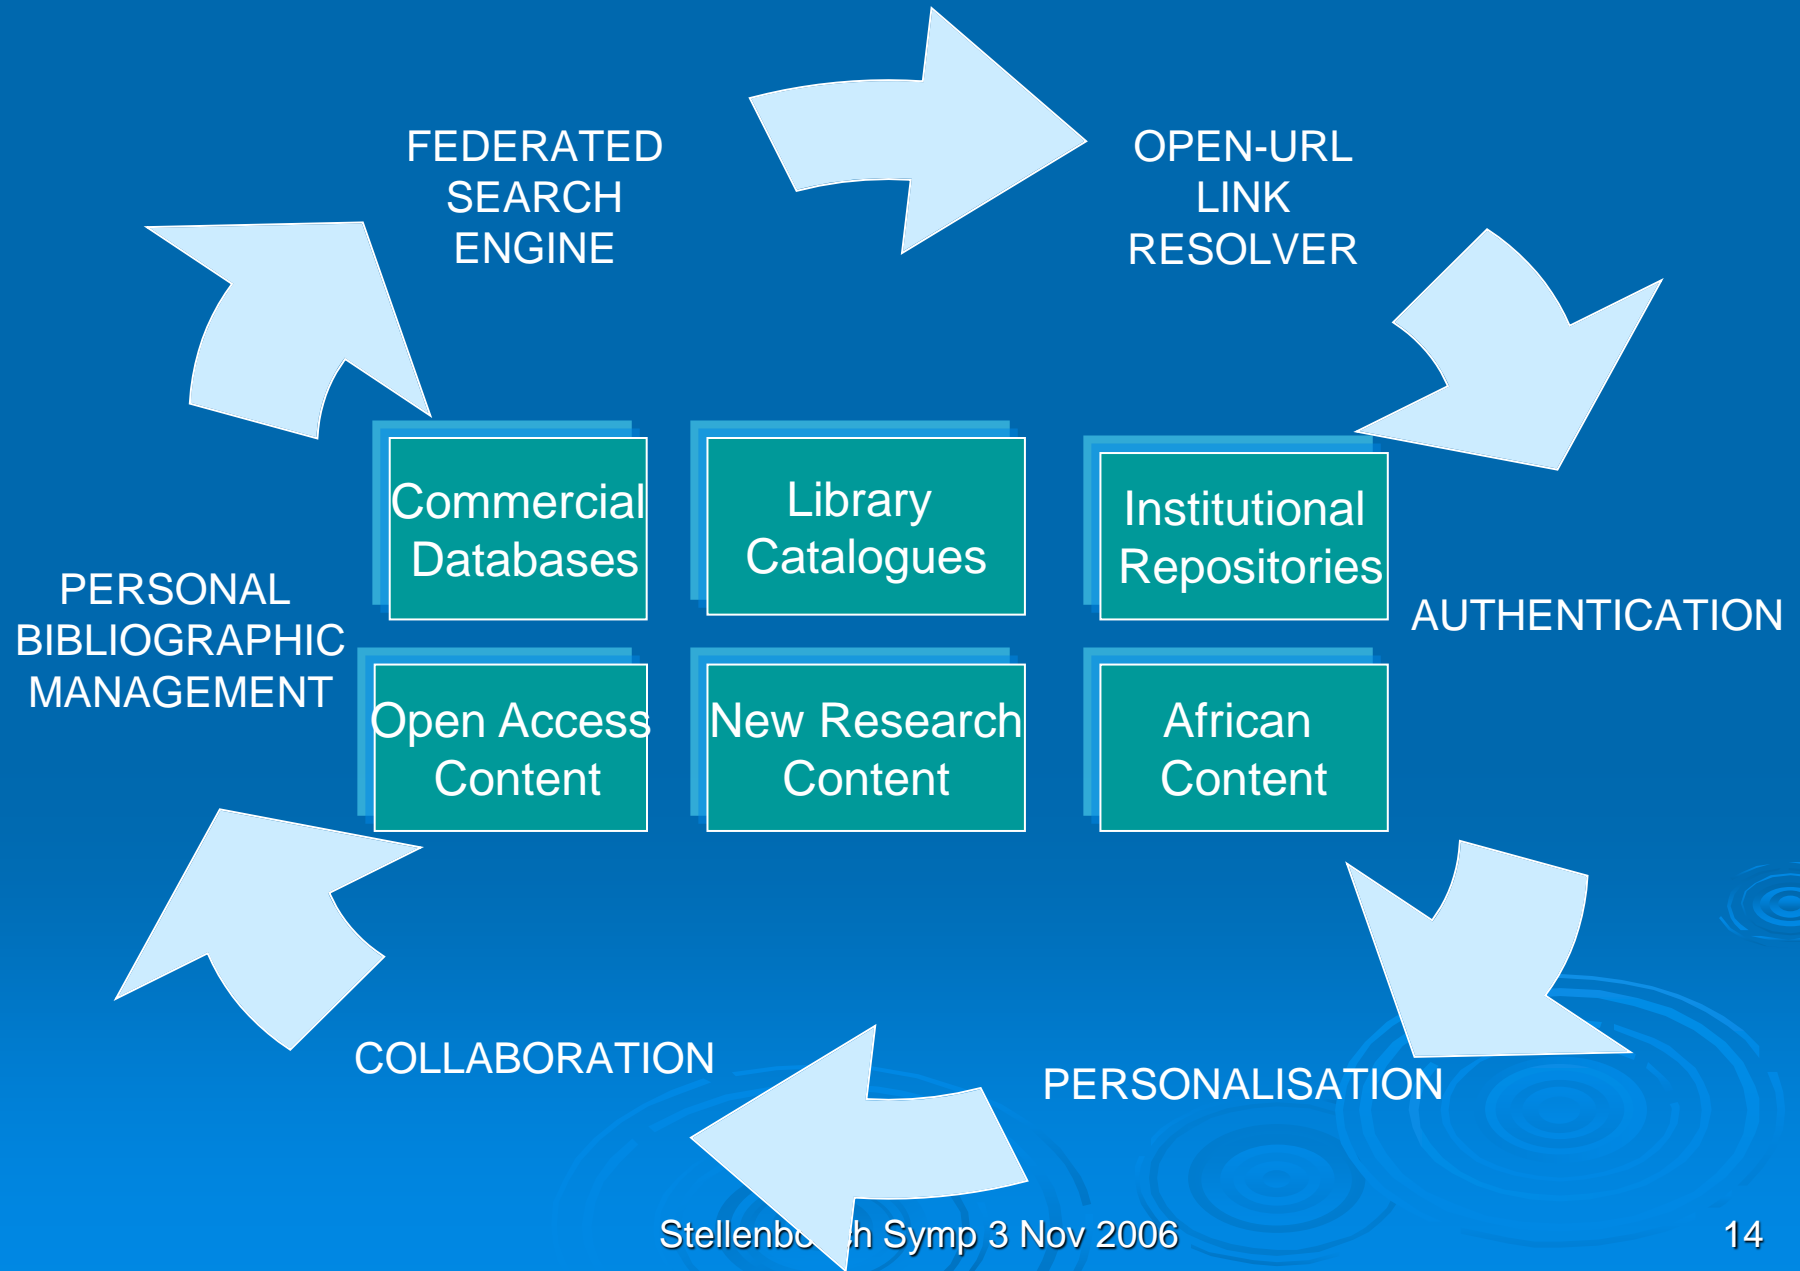 FEDERATED
SEARCH
ENGINE
OPEN-URL
LINK
RESOLVER
Commercial
Databases
Library
Catalogues
Institutional
Repositories
PERSONAL
BIBLIOGRAPHIC
MANAGEMENT
AUTHENTICATION
Open Access
Content
New Research
Content
African
Content
COLLABORATION
PERSONALISATION
Symp 3 Nov 2006
14